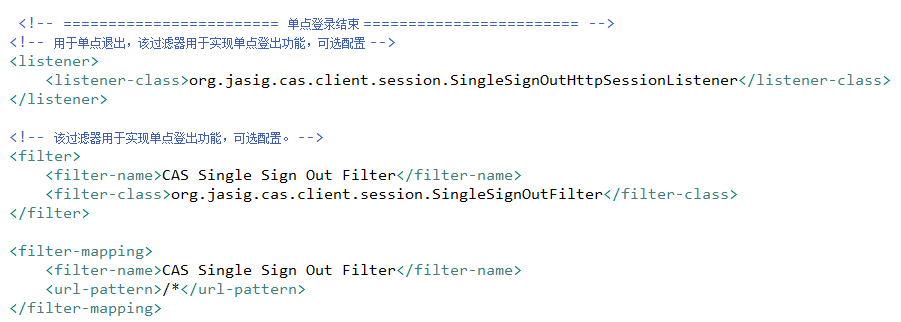 <!-- ======================== 单点登录结束 ======================== -->
<!-- 用于单点退出，该过滤器用于实现单点登出功能，可选配置 -->
<listener>
<listener-class>org.jasig.cas.client.session.SingleSignOutHttpSessionListener</listener-class>
</listener>
<!-- 该过滤器用于实现单点登出功能，可选配置。 -->
<filter>
<filter-name>CAS Single Sign Out Filter</filter-name>
<filter-class>org.jasig.cas.client.session.SingleSignOutFilter</filter-class>
</filter>
<filter-mapping>
<filter-name>CAS Single Sign Out Filter</filter-name>
<url-pattern>/*</url-pattern>
</filter-mapping>